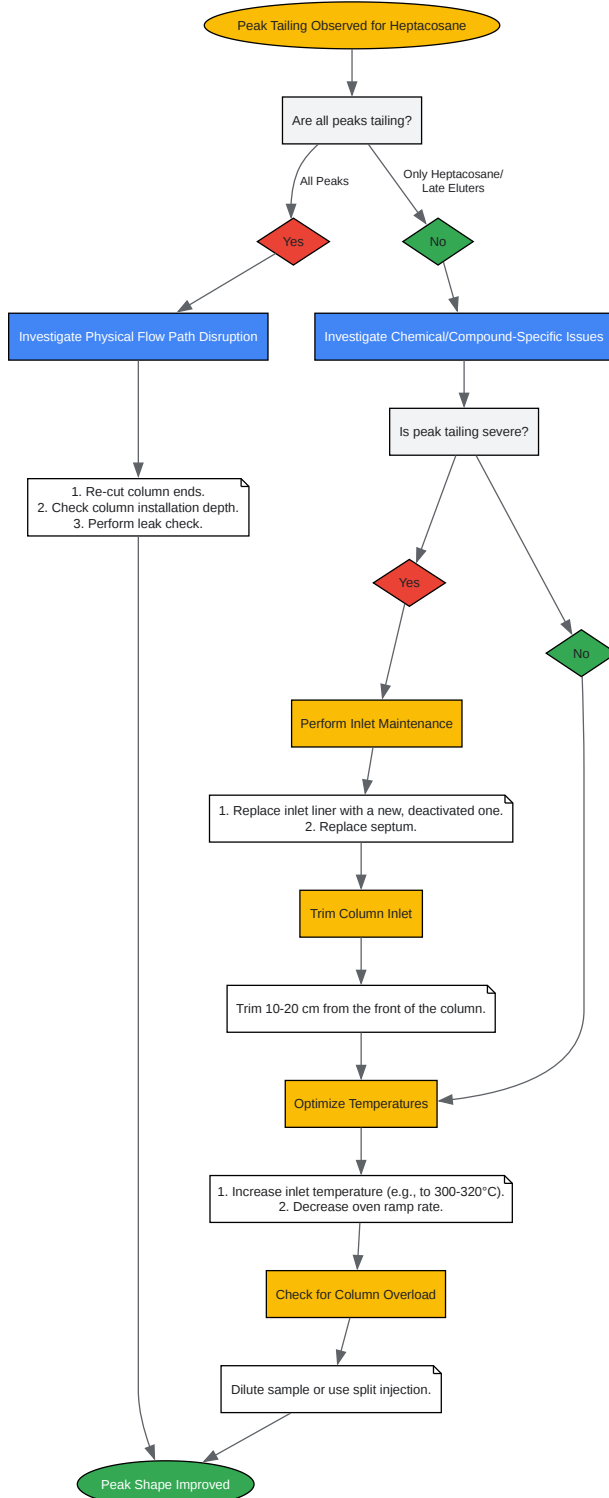 Peak Tailing Observed for Heptacosane
Are all peaks tailing?
All Peaks
Only Heptacosane/
Late Eluters
Yes
No
Investigate Physical Flow Path Disruption
Investigate Chemical/Compound-Specific Issues
Is peak tailing severe?
1. Re-cut column ends.
2. Check column installation depth.
3. Perform leak check.
Yes
No
Perform Inlet Maintenance
1. Replace inlet liner with a new, deactivated one.
2. Replace septum.
Trim Column Inlet
Trim 10-20 cm from the front of the column.
Optimize Temperatures
1. Increase inlet temperature (e.g., to 300-320°C).
2. Decrease oven ramp rate.
Check for Column Overload
Dilute sample or use split injection.
Peak Shape Improved